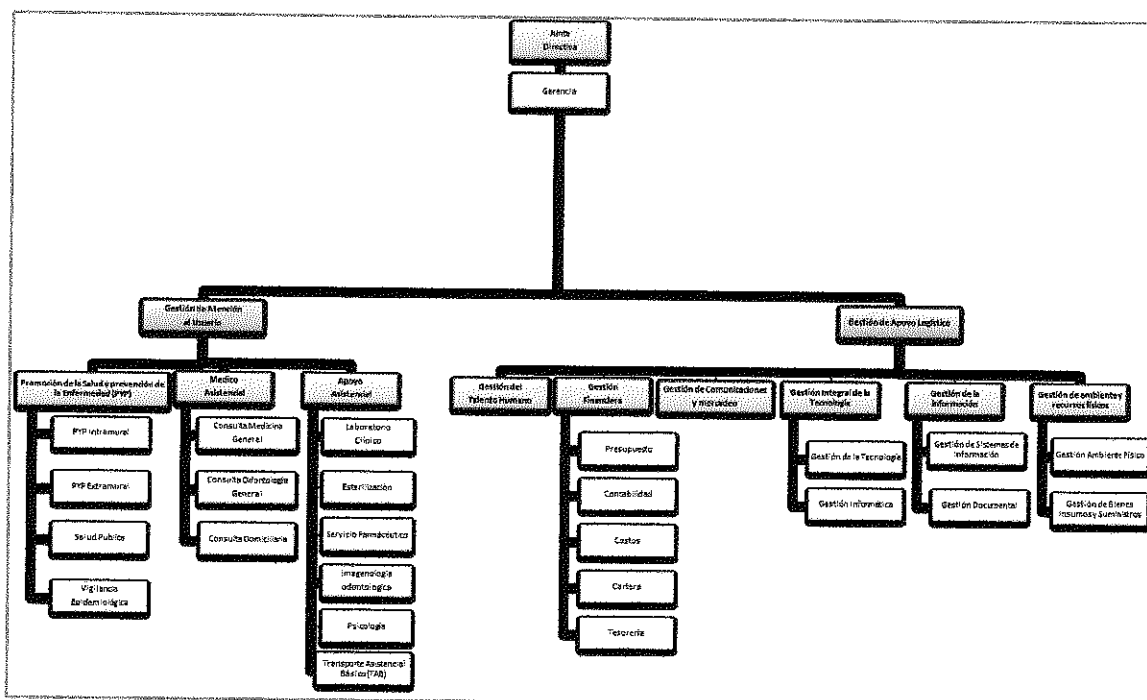 Junta
Directiva
Gerencia
Gestión de Atención
al Usuario
Gestión de Apoyo Logístico
Promoción de la Salud y prevención de
la Enfermedad (PYP)
Medico
Asistencial
Apoyo
Asistencial
Gestión del
Talento Humano
Gestión
Financiera
Gestión de Comunicaciones
y mercadeo
Gestión Integral de la
Tecnología
Gestión de la
Información
Gestión de ambiente y
recursos físicos
PYP Intramural
PYP Extramural
Salud Publica
Vigilancia
Epidemiológica
Consulta Medicina
General
Consulta Odontología
General
Consulta Domiciliaria
Laboratorio
Clínico
Esterilización
Servicio Farmacéutico
Imagenología
odontologica
Psicología
Transporte Asistencial
Básico (TAB)
Presupuesto
Contabilidad
Costos
Cartera
Tesorería
Gestión de la Tecnología
Gestión Informatica
Gestión de Sistemas de
Información
Gestión Documental
Gestión Ambiente Físico
Gestión de Bienes
Insumos y Suministros